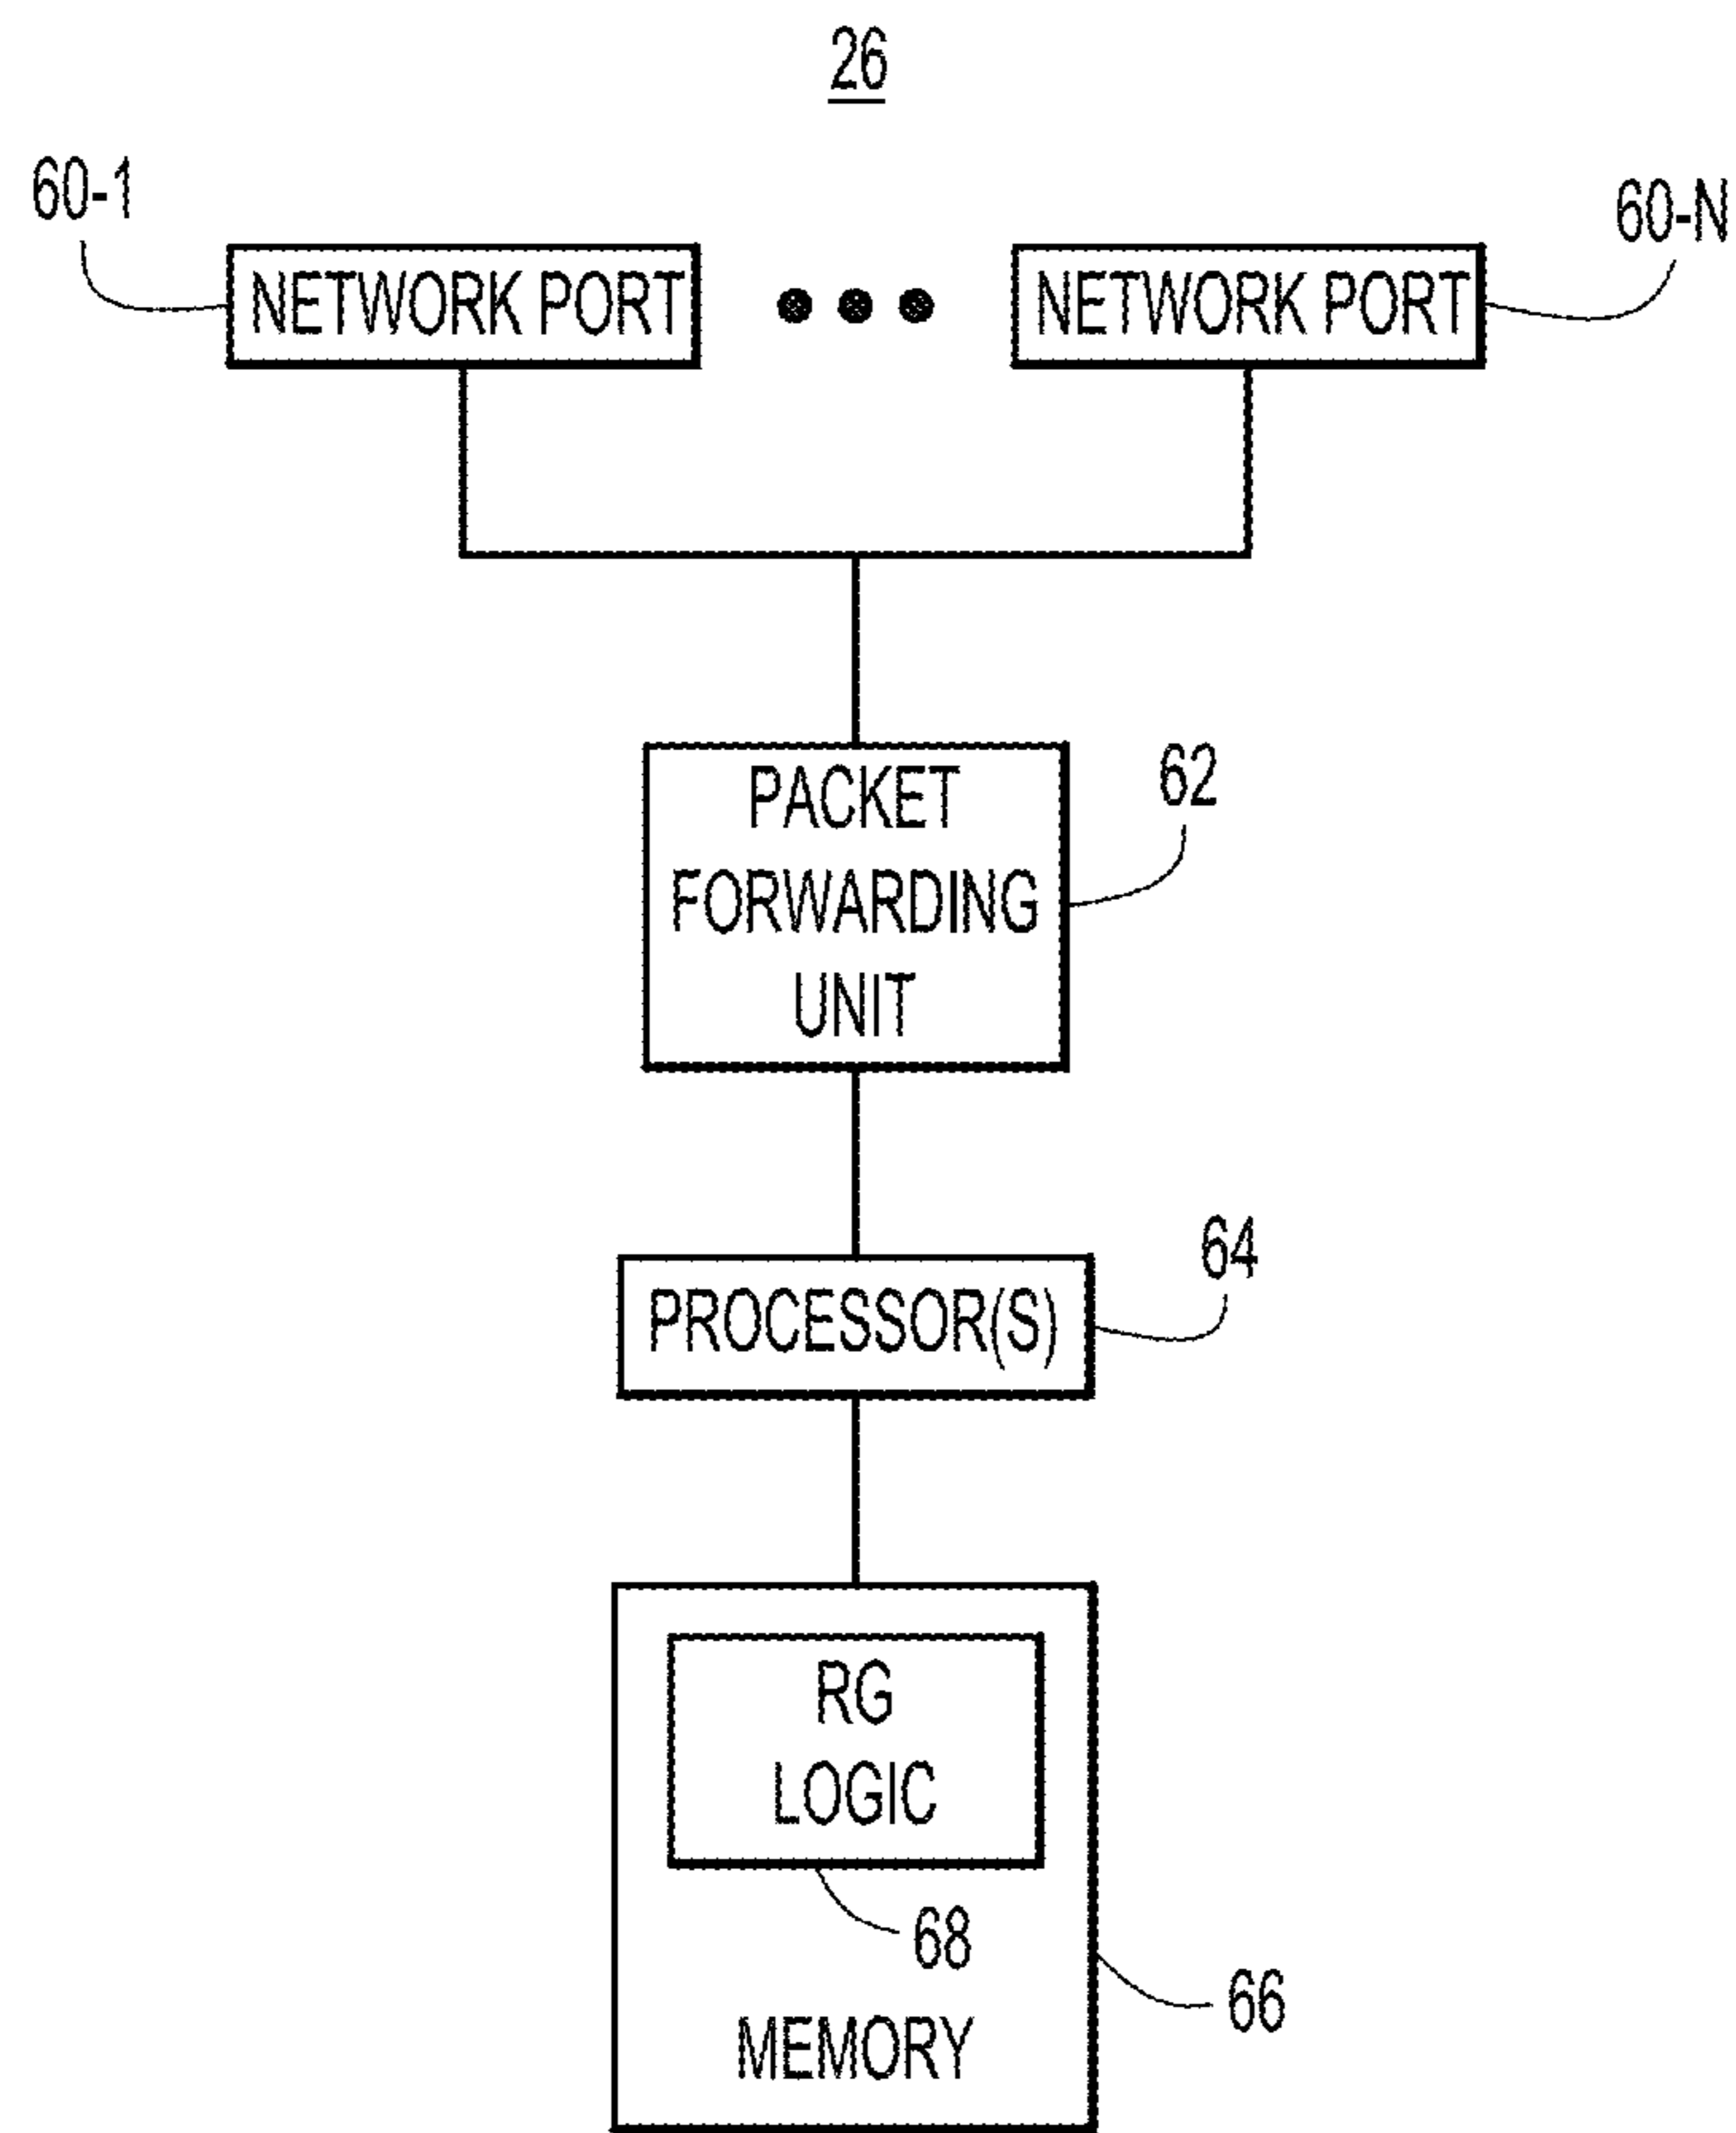 26
60-1
60-N
NETWORK PORT
NETWORK PORT
PACKET
FORWARDING
UNIT
62
PROCESSOR(S)
64
RG
LOGIC
68
66
MEMORY